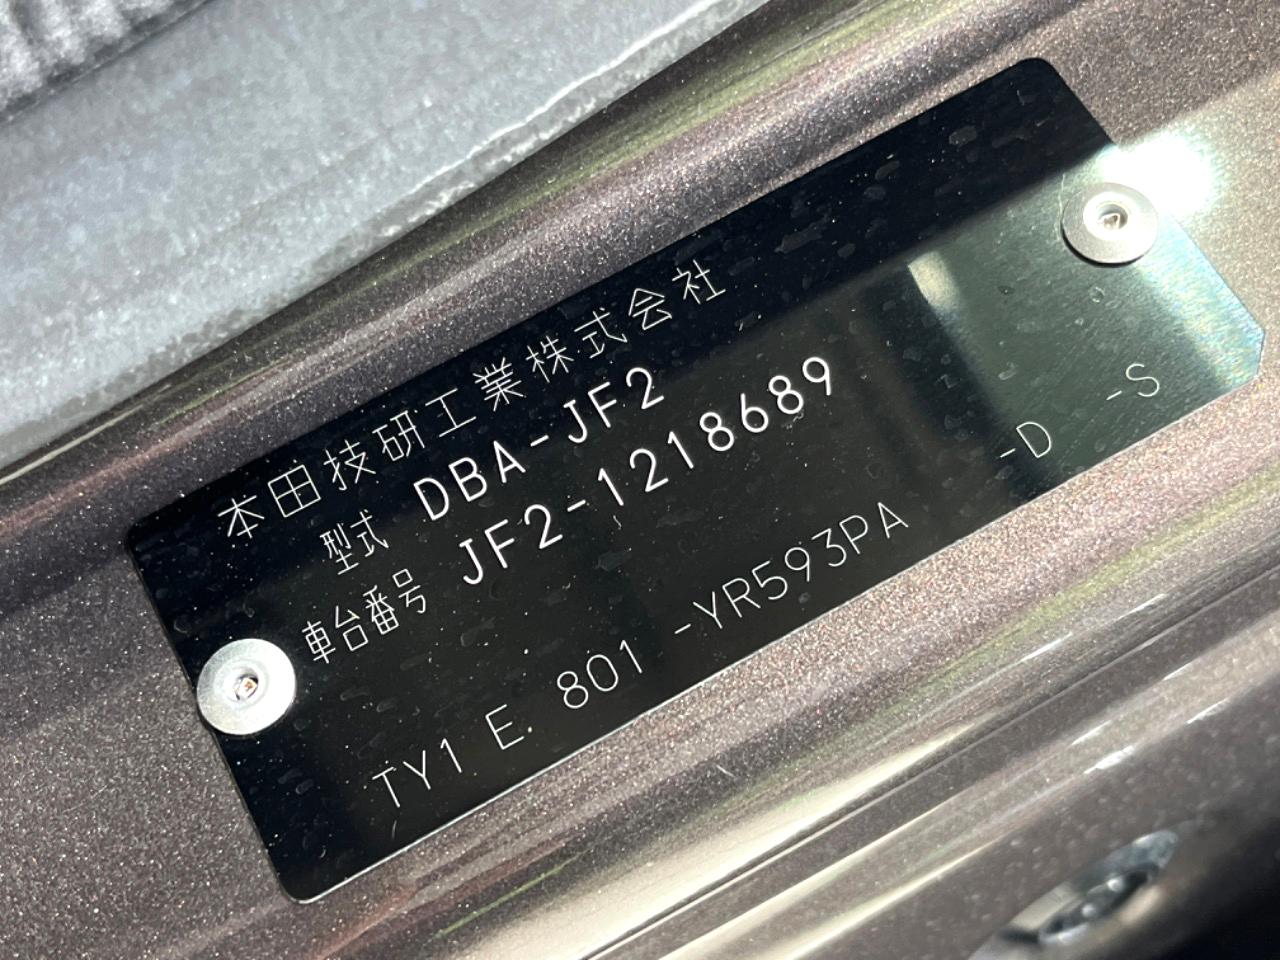 本田技研工業株式会社
型式 DBA-JF2
車台番号 JF2-1218689
TY1 E 801 -YR593PA -D -S